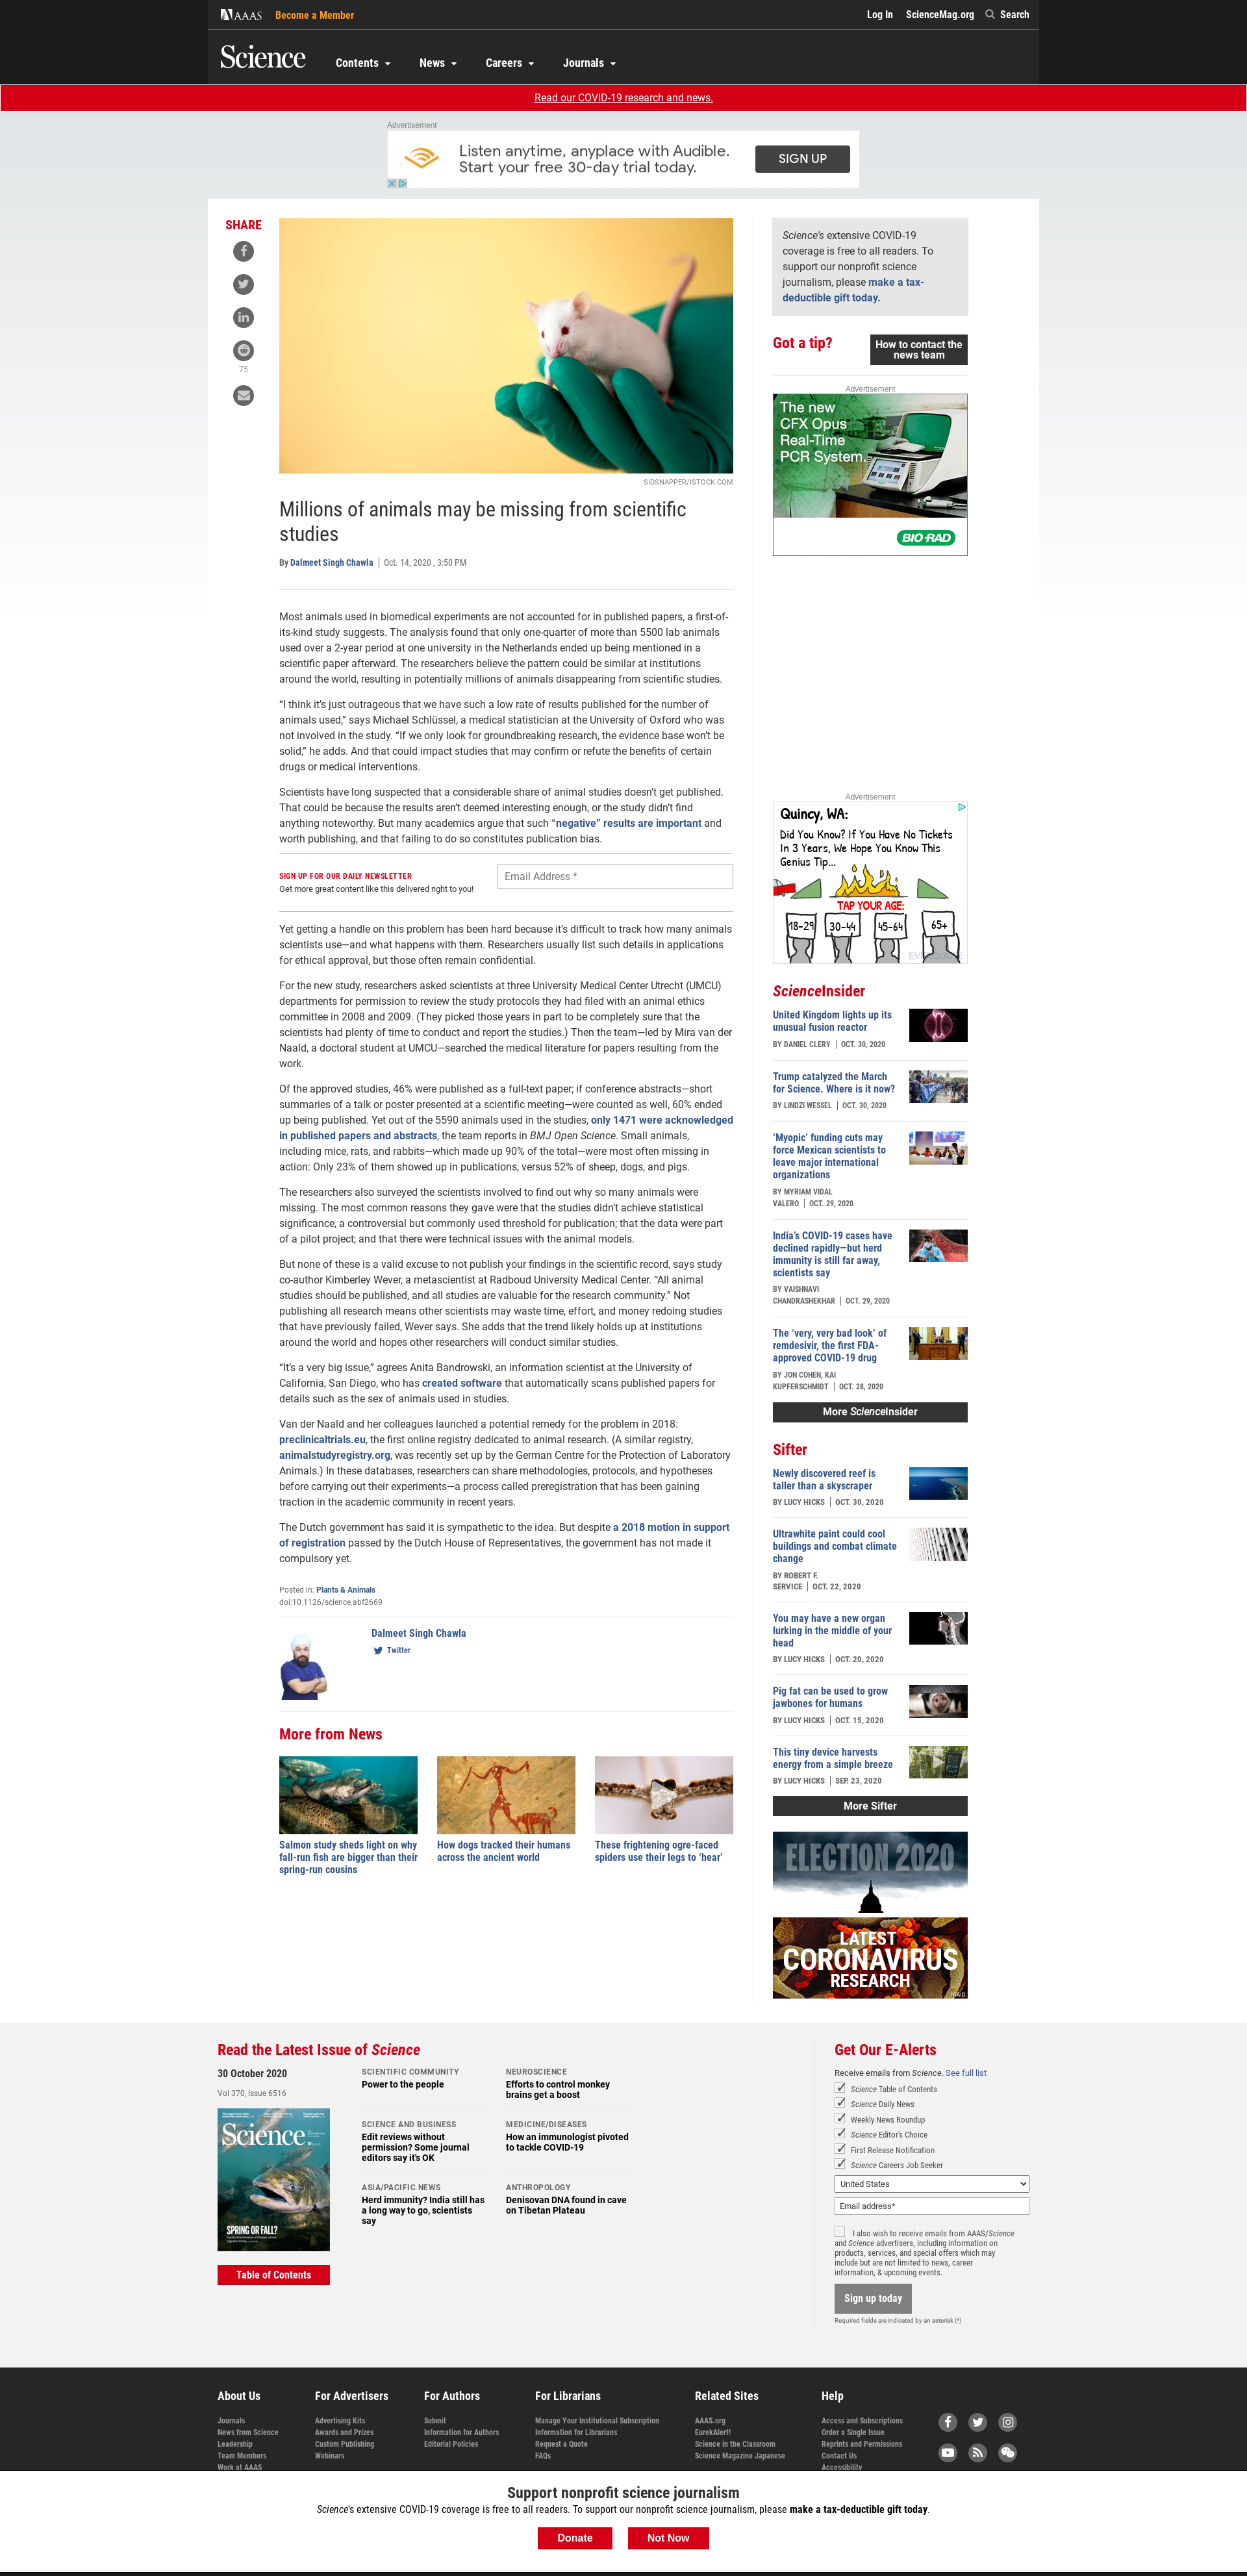 AAAS
Become a Member
Log In
ScienceMag.org
Search
Science
Contents
News
Careers
Journals
Read our COVID-19 research and news.
Advertisement
Listen anytime, anyplace with Audible.
Start your free 30-day trial today.
SIGN UP
SHARE
75
SIDSNAPPER/ISTOCK.COM
Millions of animals may be missing from scientific
studies
By Dalmeet Singh Chawla | Oct. 14, 2020 , 3:50 PM
Most animals used in biomedical experiments are not accounted for in published papers, a first-of-
its-kind study suggests. The analysis found that only one-quarter of more than 5500 lab animals
used over a 2-year period at one university in the Netherlands ended up being mentioned in a
scientific paper afterward. The researchers believe the pattern could be similar at institutions
around the world, resulting in potentially millions of animals disappearing from scientific studies.
“I think it’s just outrageous that we have such a low rate of results published for the number of
animals used,” says Michael Schlüssel, a medical statistician at the University of Oxford who was
not involved in the study. “If we only look for groundbreaking research, the evidence base won’t be
solid,” he adds. And that could impact studies that may confirm or refute the benefits of certain
drugs or medical interventions.
Scientists have long suspected that a considerable share of animal studies doesn’t get published.
That could be because the results aren’t deemed interesting enough, or the study didn’t find
anything noteworthy. But many academics argue that such “negative” results are important and
worth publishing, and that failing to do so constitutes publication bias.
SIGN UP FOR OUR DAILY NEWSLETTER
Get more great content like this delivered right to you!
Email Address *
Yet getting a handle on this problem has been hard because it’s difficult to track how many animals
scientists use—and what happens with them. Researchers usually list such details in applications
for ethical approval, but those often remain confidential.
For the new study, researchers asked scientists at three University Medical Center Utrecht (UMCU)
departments for permission to review the study protocols they had filed with an animal ethics
committee in 2008 and 2009. (They picked those years in part to be completely sure that the
scientists had plenty of time to conduct and report the studies.) Then the team—led by Mira van der
Naald, a doctoral student at UMCU—searched the medical literature for papers resulting from the
work.
Of the approved studies, 46% were published as a full-text paper; if conference abstracts—short
summaries of a talk or poster presented at a scientific meeting—were counted as well, 60% ended
up being published. Yet out of the 5590 animals used in the studies, only 1471 were acknowledged
in published papers and abstracts, the team reports in BMJ Open Science. Small animals,
including mice, rats, and rabbits—which made up 90% of the total—were most often missing in
action: Only 23% of them showed up in publications, versus 52% of sheep, dogs, and pigs.
The researchers also surveyed the scientists involved to find out why so many animals were
missing. The most common reasons they gave were that the studies didn’t achieve statistical
significance, a controversial but commonly used threshold for publication; that the data were part
of a pilot project; and that there were technical issues with the animal models.
But none of these is a valid excuse to not publish your findings in the scientific record, says study
co-author Kimberley Wever, a metascientist at Radboud University Medical Center. “All animal
studies should be published, and all studies are valuable for the research community.” Not
publishing all research means other scientists may waste time, effort, and money redoing studies
that have previously failed, Wever says. She adds that the trend likely holds up at institutions
around the world and hopes other researchers will conduct similar studies.
“It’s a very big issue,” agrees Anita Bandrowski, an information scientist at the University of
California, San Diego, who has created software that automatically scans published papers for
details such as the sex of animals used in studies.
Van der Naald and her colleagues launched a potential remedy for the problem in 2018:
preclinicaltrials.eu, the first online registry dedicated to animal research. (A similar registry,
animalstudyregistry.org, was recently set up by the German Centre for the Protection of Laboratory
Animals.) In these databases, researchers can share methodologies, protocols, and hypotheses
before carrying out their experiments—a process called preregistration that has been gaining
traction in the academic community in recent years.
The Dutch government has said it is sympathetic to the idea. But despite a 2018 motion in support
of registration passed by the Dutch House of Representatives, the government has not made it
compulsory yet.
Posted in: Plants & Animals
doi:10.1126/science.abf2669
Dalmeet Singh Chawla
Twitter
More from News
Salmon study sheds light on why
fall-run fish are bigger than their
spring-run cousins
How dogs tracked their humans
across the ancient world
These frightening ogre-faced
spiders use their legs to ‘hear’
Science's extensive COVID-19
coverage is free to all readers. To
support our nonprofit science
journalism, please make a tax-
deductible gift today.
Got a tip?
How to contact the
news team
Advertisement
The new
CFX Opus
Real-Time
PCR System.
BIO-RAD
Advertisement
Quincy, WA:
Did You Know? If You Have No Tickets
In 3 Years, We Hope You Know This
Genius Tip...
TAP YOUR AGE:
18-29
30-44
45-64
65+
ScienceInsider
United Kingdom lights up its
unusual fusion reactor
BY DANIEL CLERY | OCT. 30, 2020
Trump catalyzed the March
for Science. Where is it now?
BY LINDZI WESSEL | OCT. 30, 2020
‘Myopic’ funding cuts may
force Mexican scientists to
leave major international
organizations
BY MYRIAM VIDAL
VALERO | OCT. 29, 2020
India’s COVID-19 cases have
declined rapidly—but herd
immunity is still far away,
scientists say
BY VAISHNAVI
CHANDRASHEKHAR | OCT. 29, 2020
The ‘very, very bad look’ of
remdesivir, the first FDA-
approved COVID-19 drug
BY JON COHEN, KAI
KUPFERSCHMIDT | OCT. 28, 2020
More ScienceInsider
Sifter
Newly discovered reef is
taller than a skyscraper
BY LUCY HICKS | OCT. 30, 2020
Ultrawhite paint could cool
buildings and combat climate
change
BY ROBERT F.
SERVICE | OCT. 22, 2020
You may have a new organ
lurking in the middle of your
head
BY LUCY HICKS | OCT. 20, 2020
Pig fat can be used to grow
jawbones for humans
BY LUCY HICKS | OCT. 15, 2020
This tiny device harvests
energy from a simple breeze
BY LUCY HICKS | SEP. 23, 2020
More Sifter
ELECTION 2020
LATEST
CORONAVIRUS
RESEARCH
NIAID
Read the Latest Issue of Science
30 October 2020
Vol 370, Issue 6516
Science
SPRING OR FALL?
Table of Contents
SCIENTIFIC COMMUNITY
Power to the people
SCIENCE AND BUSINESS
Edit reviews without
permission? Some journal
editors say it's OK
ASIA/PACIFIC NEWS
Herd immunity? India still has
a long way to go, scientists
say
NEUROSCIENCE
Efforts to control monkey
brains get a boost
MEDICINE/DISEASES
How an immunologist pivoted
to tackle COVID-19
ANTHROPOLOGY
Denisovan DNA found in cave
on Tibetan Plateau
Get Our E-Alerts
Receive emails from Science. See full list
Science Table of Contents
Science Daily News
Weekly News Roundup
Science Editor's Choice
First Release Notification
Science Careers Job Seeker
United States
Email address*
I also wish to receive emails from AAAS/Science
and Science advertisers, including information on
products, services, and special offers which may
include but are not limited to news, career
information, & upcoming events.
Sign up today
Required fields are indicated by an asterisk (*)
About Us
Journals
News from Science
Leadership
Team Members
Work at AAAS
For Advertisers
Advertising Kits
Awards and Prizes
Custom Publishing
Webinars
For Authors
Submit
Information for Authors
Editorial Policies
For Librarians
Manage Your Institutional Subscription
Information for Librarians
Request a Quote
FAQs
Related Sites
AAAS.org
EurekAlert!
Science in the Classroom
Science Magazine Japanese
Help
Access and Subscriptions
Order a Single Issue
Reprints and Permissions
Contact Us
Accessibility
Support nonprofit science journalism
Science's extensive COVID-19 coverage is free to all readers. To support our nonprofit science journalism, please make a tax-deductible gift today.
Donate
Not Now